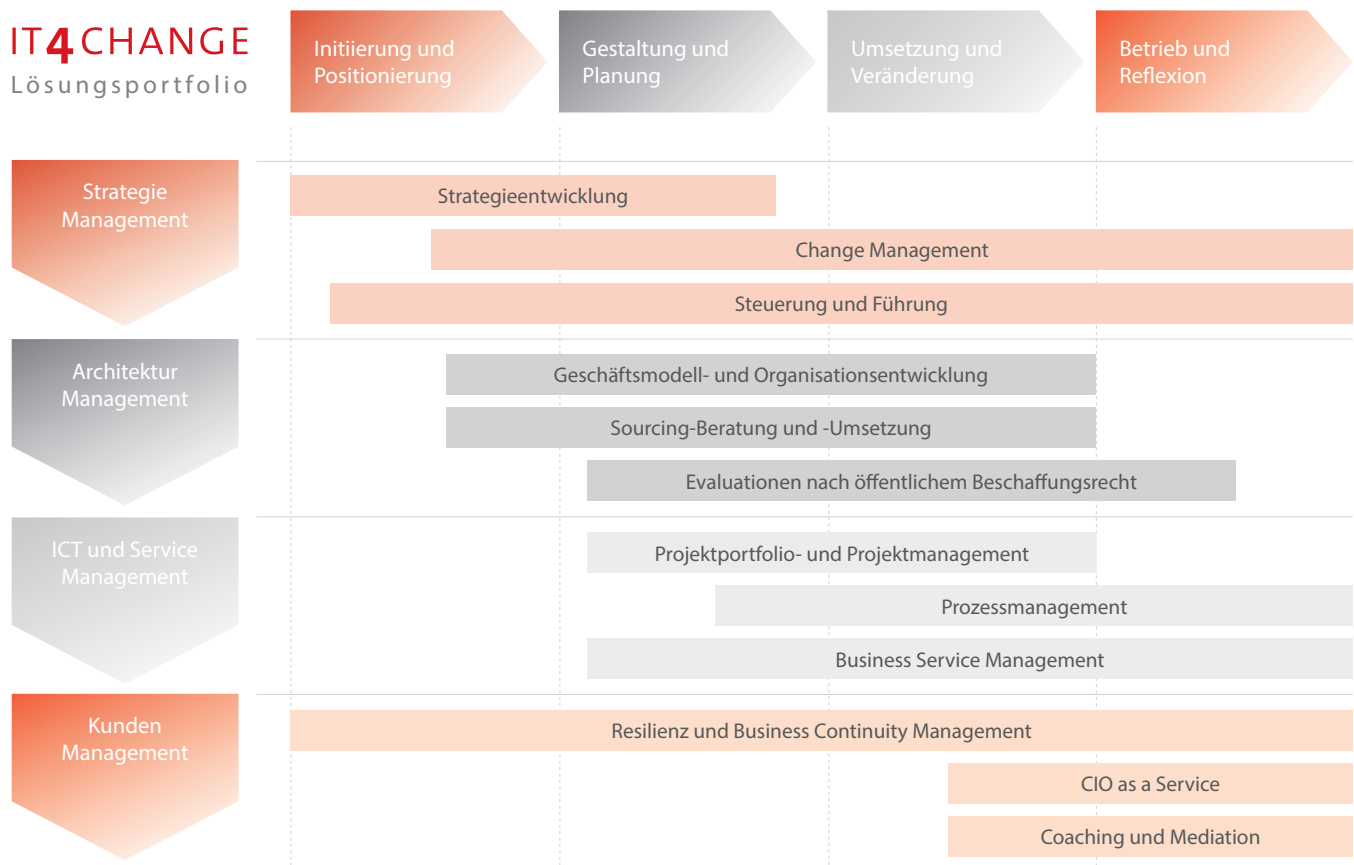 IT4CHANGE
Lösungsportfolio
Initiierung und
Positionierung
Gestaltung und
Planung
Umsetzung und
Veränderung
Betrieb und
Reflexion
Strategie
Management
Strategieentwicklung
Change Management
Steuerung und Führung
Architektur
Management
Geschäftsmodell- und Organisationsentwicklung
Sourcing-Beratung und -Umsetzung
Evaluationen nach öffentlichem Beschaffungsrecht
ICT und Service
Management
Projektportfolio- und Projektmanagement
Prozessmanagement
Business Service Management
Kunden
Management
Resilienz und Business Continuity Management
CIO as a Service
Coaching und Mediation